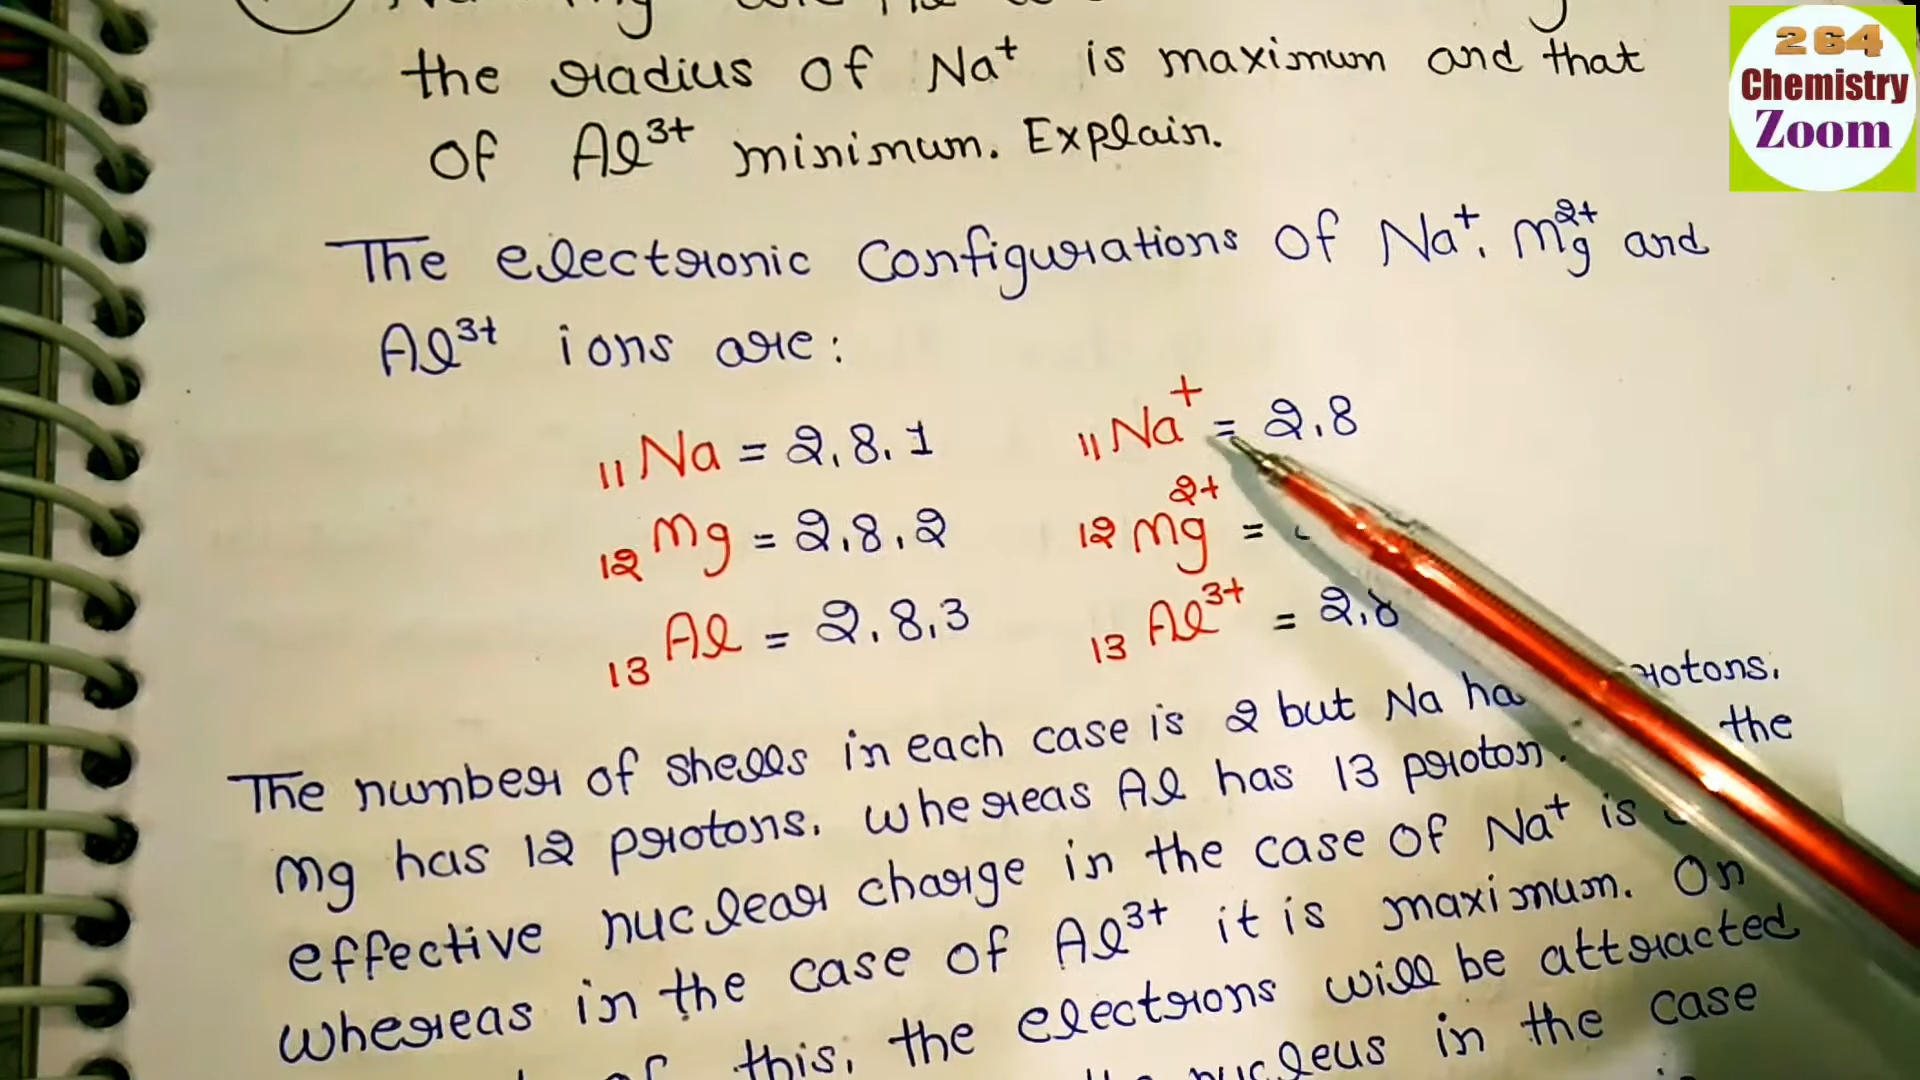 the radius of Na⁺ is maximum and that
of Al³⁺ minimum. Explain.
The electronic configurations of Na⁺, Mg²⁺ and
Al³⁺ ions are:
₁₁Na = 2,8,1 ₁₁Na⁺ = 2,8
₁₂Mg = 2,8,2 ₁₂Mg²⁺ =
₁₃Al = 2,8,3 ₁₃Al³⁺ = 2,8
The number of shells in each case is 2 but Na
Mg has 12 protons, whereas Al has 13 proton. the
effective nuclear charge in the case of Na⁺ is
whereas in the case of Al³⁺ it is maximum. On
of this, the electrons will be attracted
nucleus in the case
264
Chemistry
Zoom